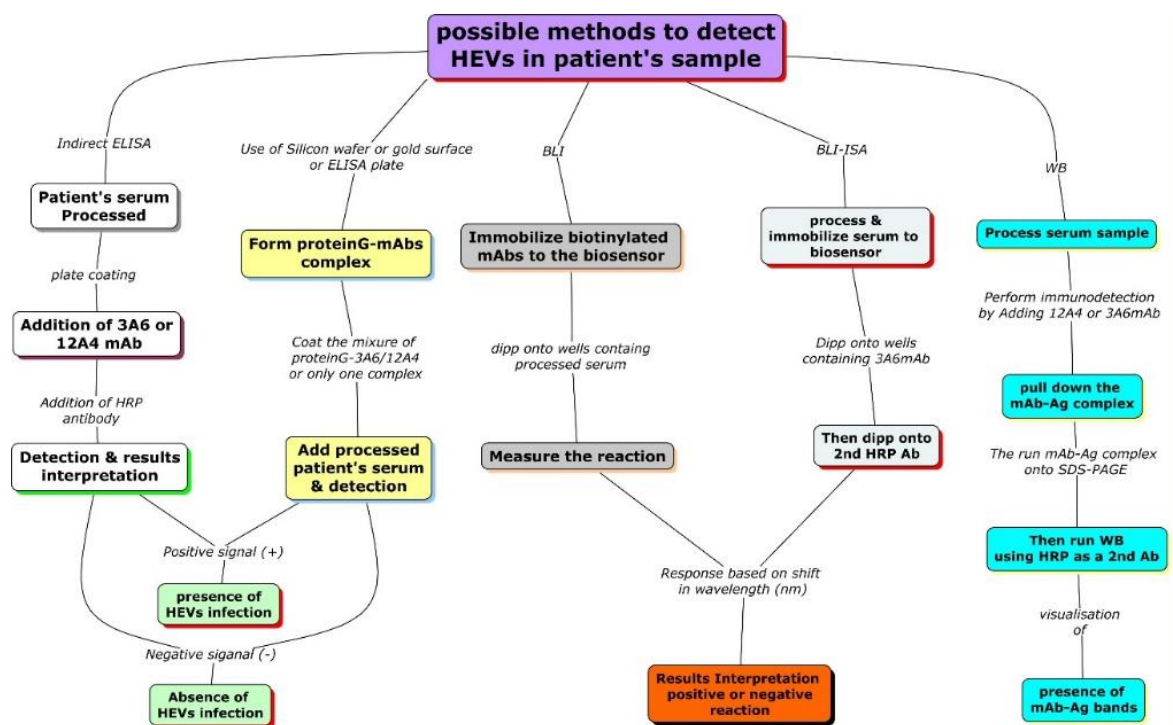 possible methods to detect
HEVs in patient's sample
Indirect ELISA
Use of Silicon wafer or gold surface
or ELISA plate
BLI
BLI-ISA
WB
Patient's serum
Processed
Form proteinG-mAbs
complex
Immobilize biotinylated
mAbs to the biosensor
process &
immobilize serum to
biosensor
Process serum sample
plate coating
Addition of 3A6 or
12A4 mAb
Coat the mixure of
proteinG-3A6/12A4
or only one complex
dipp onto wells containg
processed serum
Dipp onto wells
containing 3A6mAb
Perform immunodetection
by Adding 12A4 or 3A6mAb
pull down the
mAb-Ag complex
Addition of HRP
antibody
Detection & results
interpretation
Add processed
patient's serum
& detection
Measure the reaction
Then dipp onto
2nd HRP Ab
The run mAb-Ag complex
onto SDS-PAGE
Then run WB
using HRP as a 2nd Ab
Positive signal (+)
presence of
HEVs infection
Response based on shift
in wavelength (nm)
visualisation
of
Negative siganal (-)
Absence of
HEVs infection
Results Interpretation
positive or negative
reaction
presence of
mAb-Ag bands